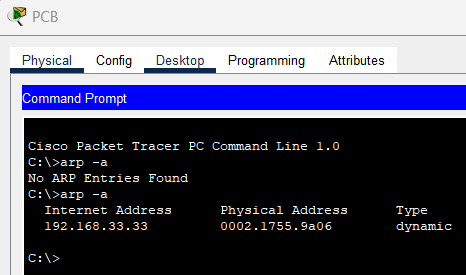 PCB
Physical Config Desktop Programming Attributes
Command Prompt
Cisco Packet Tracer PC Command Line 1.0
C:\>arp -a
No ARP Entries Found
C:\>arp -a
Internet Address Physical Address Type
192.168.33.33 0002.1755.9a06 dynamic
C:\>